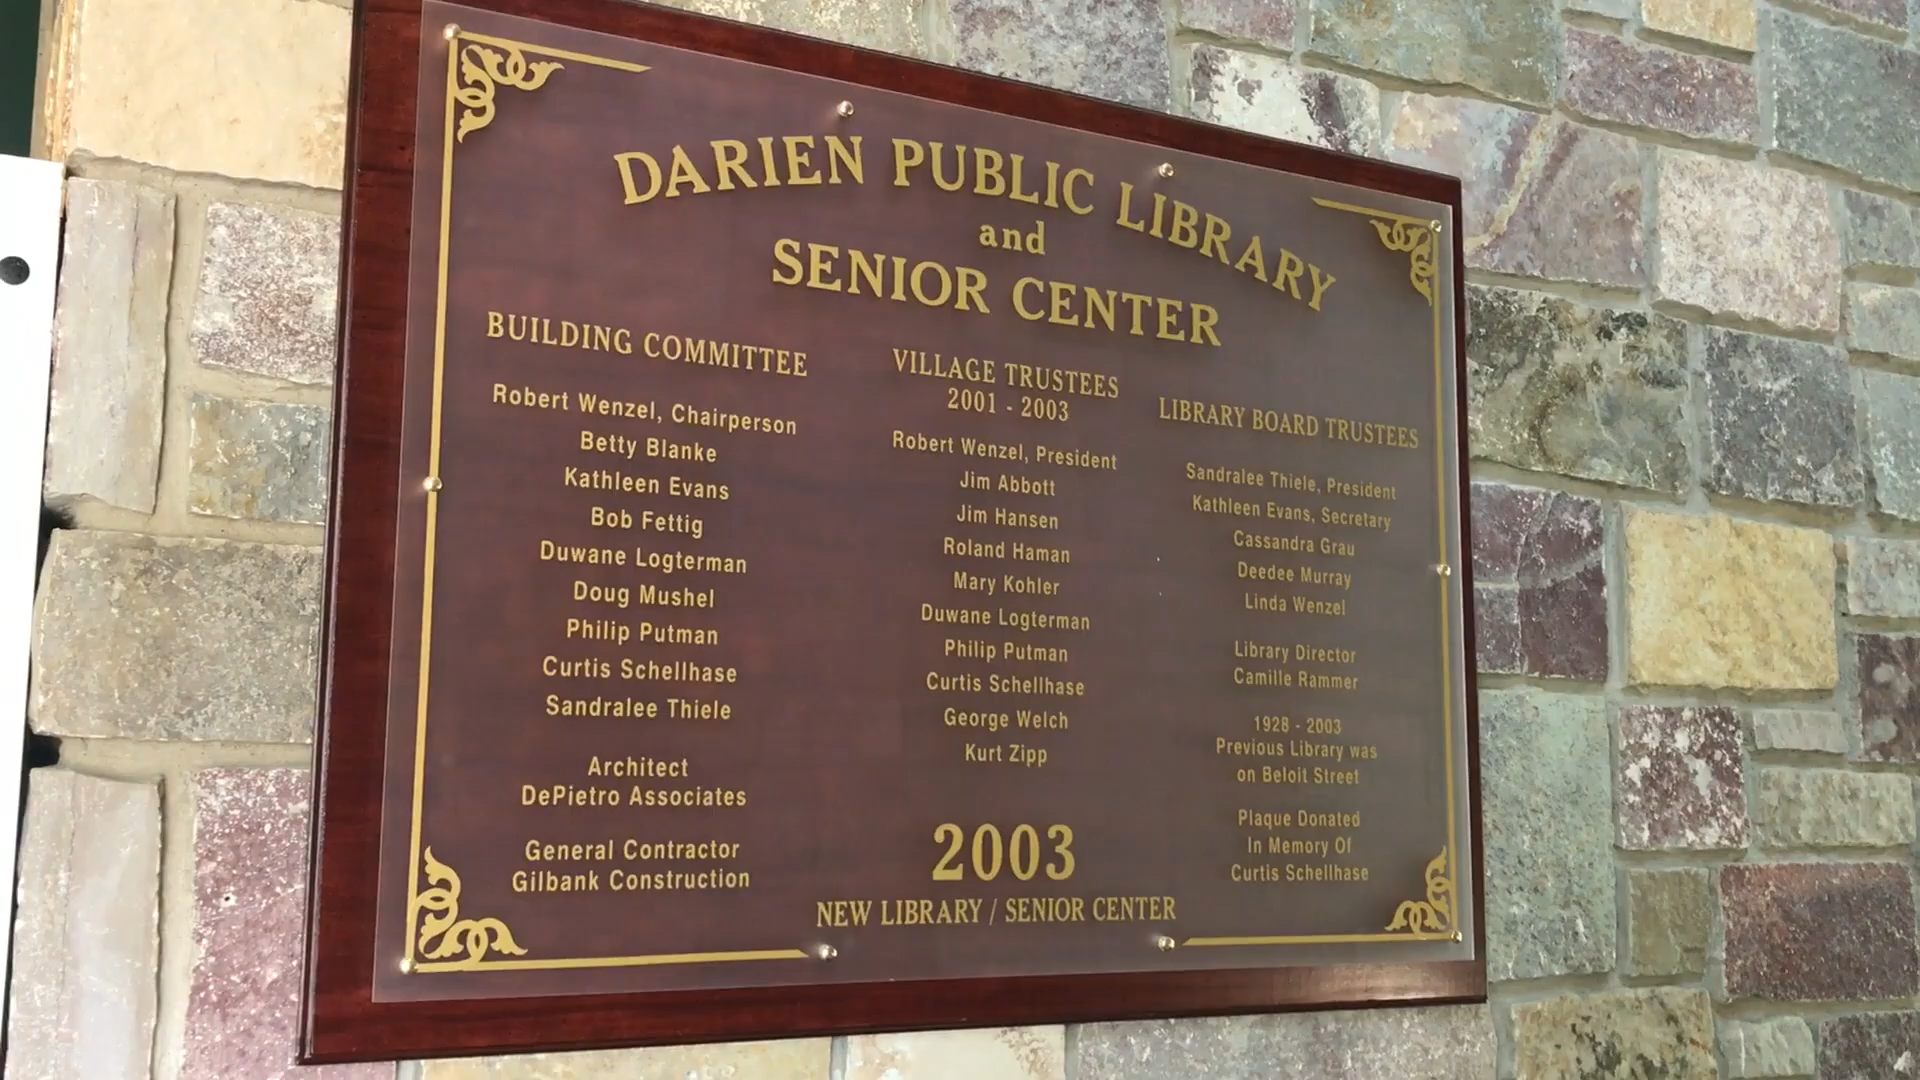 DARIEN PUBLIC LIBRARY
and
SENIOR CENTER
BUILDING COMMITTEE
Robert Wenzel, Chairperson
Betty Blanke
Kathleen Evans
Bob Fettig
Duwane Logterman
Doug Mushel
Philip Putman
Curtis Schellhase
Sandralee Thiele
Architect
DePietro Associates
General Contractor
Gilbank Construction
VILLAGE TRUSTEES
2001 - 2003
Robert Wenzel, President
Jim Abbott
Jim Hansen
Roland Haman
Mary Kohler
Duwane Logterman
Philip Putman
Curtis Schellhase
George Welch
Kurt Zipp
2003
NEW LIBRARY / SENIOR CENTER
LIBRARY BOARD TRUSTEES
Sandralee Thiele, President
Kathleen Evans, Secretary
Cassandra Grau
Deedee Murray
Linda Wenzel
Library Director
Camille Rammer
1928 - 2003
Previous Library was
on Beloit Street
Plaque Donated
In Memory Of
Curtis Schellhase